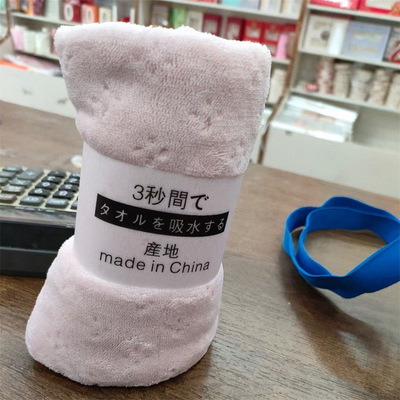 3秒間で
タオルを吸水する
産地
made in China